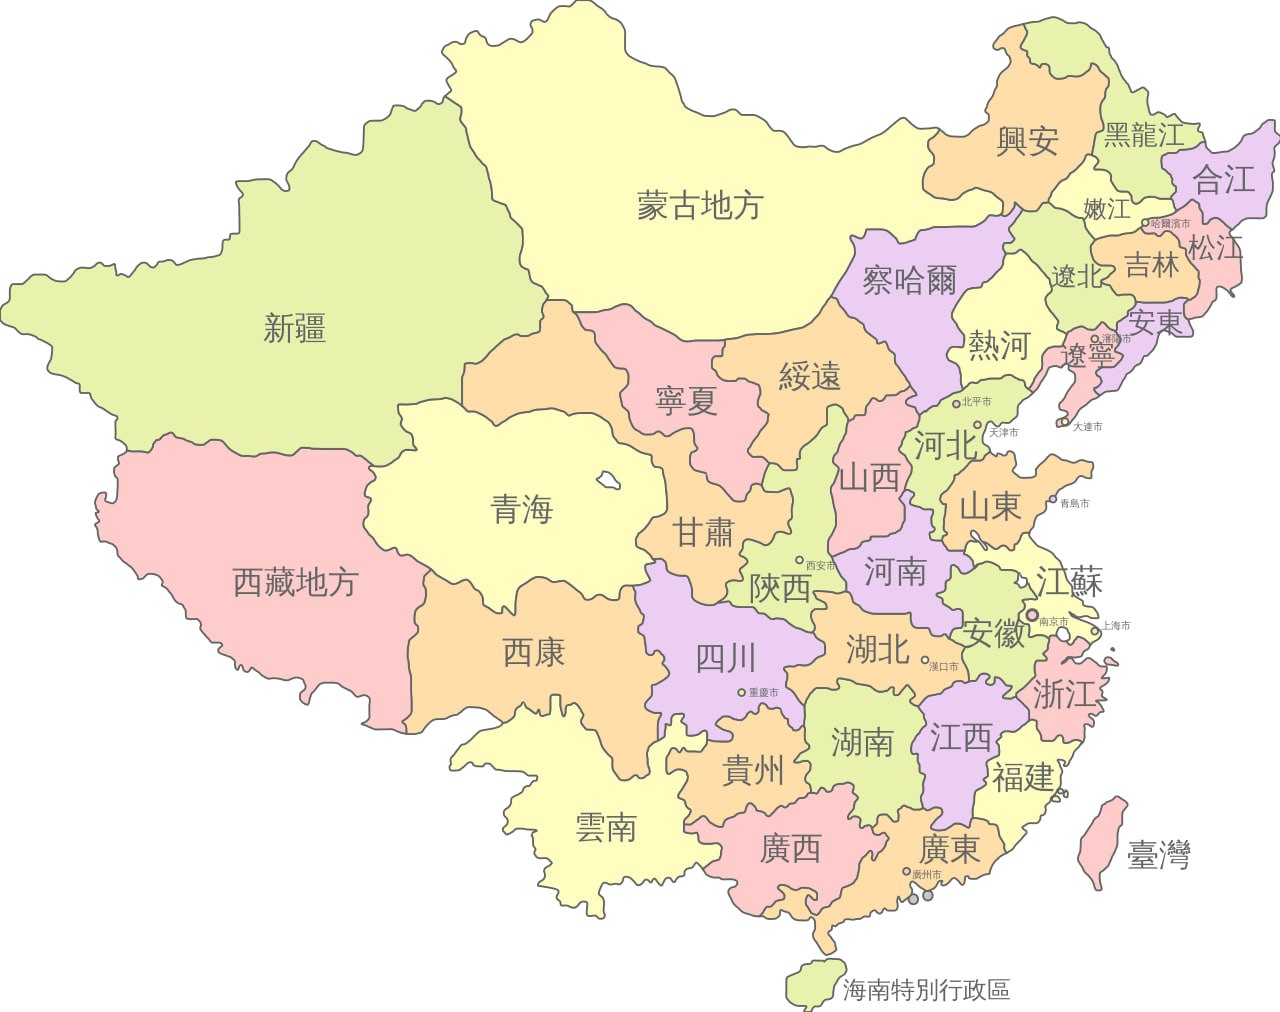 黑龍江
興安
合江
蒙古地方
嫩江
哈爾濱市
松江
吉林
遼北
察哈爾
安東
新疆
瀋陽市
遼寧
熱河
綏遠
寧夏
北平市
大連市
天津市
河北
山西
山東
青島市
青海
甘肅
西安市
河南
西藏地方
陝西
江蘇
南京市
上海市
安徽
湖北
漢口市
西康
四川
重慶市
浙江
江西
湖南
貴州
福建
雲南
廣西
廣東
廣州市
臺灣
海南特別行政區